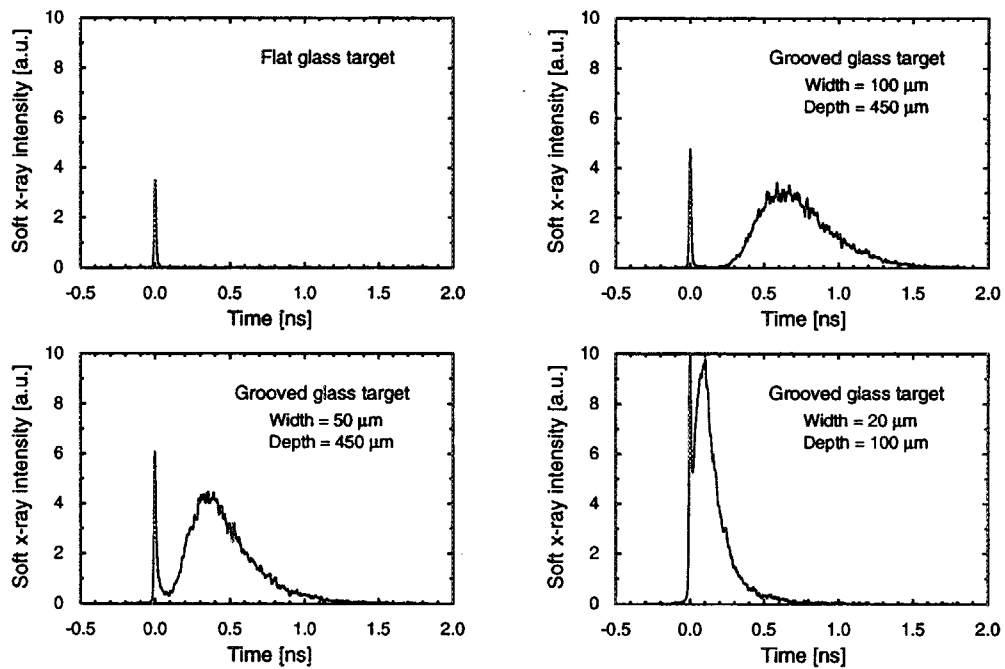 10
8
6
4
2
0
Soft x-ray intensity [a.u.]
Flat glass target
-0.5 0.0 0.5 1.0 1.5 2.0
Time [ns]
10
8
6
4
2
0
Soft x-ray intensity [a.u.]
Grooved glass target
Width = 100 μm
Depth = 450 μm
-0.5 0.0 0.5 1.0 1.5 2.0
Time [ns]
10
8
6
4
2
0
Soft x-ray intensity [a.u.]
Grooved glass target
Width = 50 μm
Depth = 450 μm
-0.5 0.0 0.5 1.0 1.5 2.0
Time [ns]
10
8
6
4
2
0
Soft x-ray intensity [a.u.]
Grooved glass target
Width = 20 μm
Depth = 100 μm
-0.5 0.0 0.5 1.0 1.5 2.0
Time [ns]